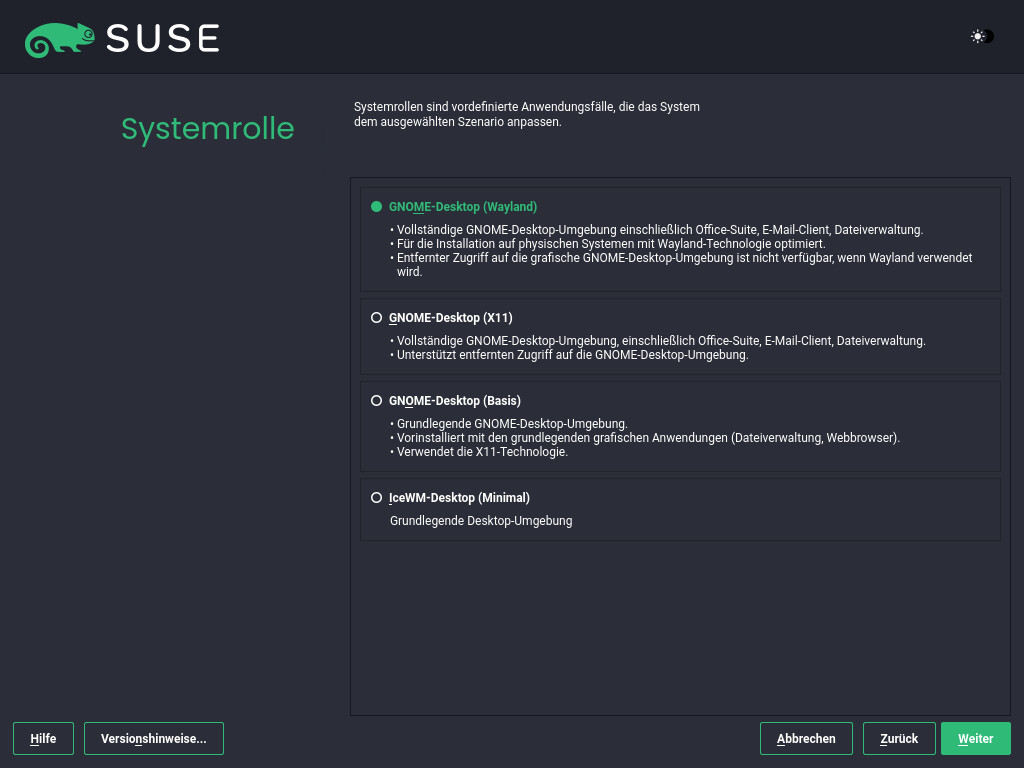 SUSE
Systemrolle
Systemrollen sind vordefinierte Anwendungsfälle, die das System
dem ausgewählten Szenario anpassen.
GNOME-Desktop (Wayland)
• Vollständige GNOME-Desktop-Umgebung einschließlich Office-Suite, E-Mail-Client, Dateiverwaltung.
• Für die Installation auf physischen Systemen mit Wayland-Technologie optimiert.
• Entfernter Zugriff auf die grafische GNOME-Desktop-Umgebung ist nicht verfügbar, wenn Wayland verwendet
wird.
GNOME-Desktop (X11)
• Vollständige GNOME-Desktop-Umgebung, einschließlich Office-Suite, E-Mail-Client, Dateiverwaltung.
• Unterstützt entfernten Zugriff auf die GNOME-Desktop-Umgebung.
GNOME-Desktop (Basis)
• Grundlegende GNOME-Desktop-Umgebung.
• Vorinstalliert mit den grundlegenden grafischen Anwendungen (Dateiverwaltung, Webbrowser).
• Verwendet die X11-Technologie.
IceWM-Desktop (Minimal)
Grundlegende Desktop-Umgebung
Hilfe
Versionshinweise...
Abbrechen
Zurück
Weiter